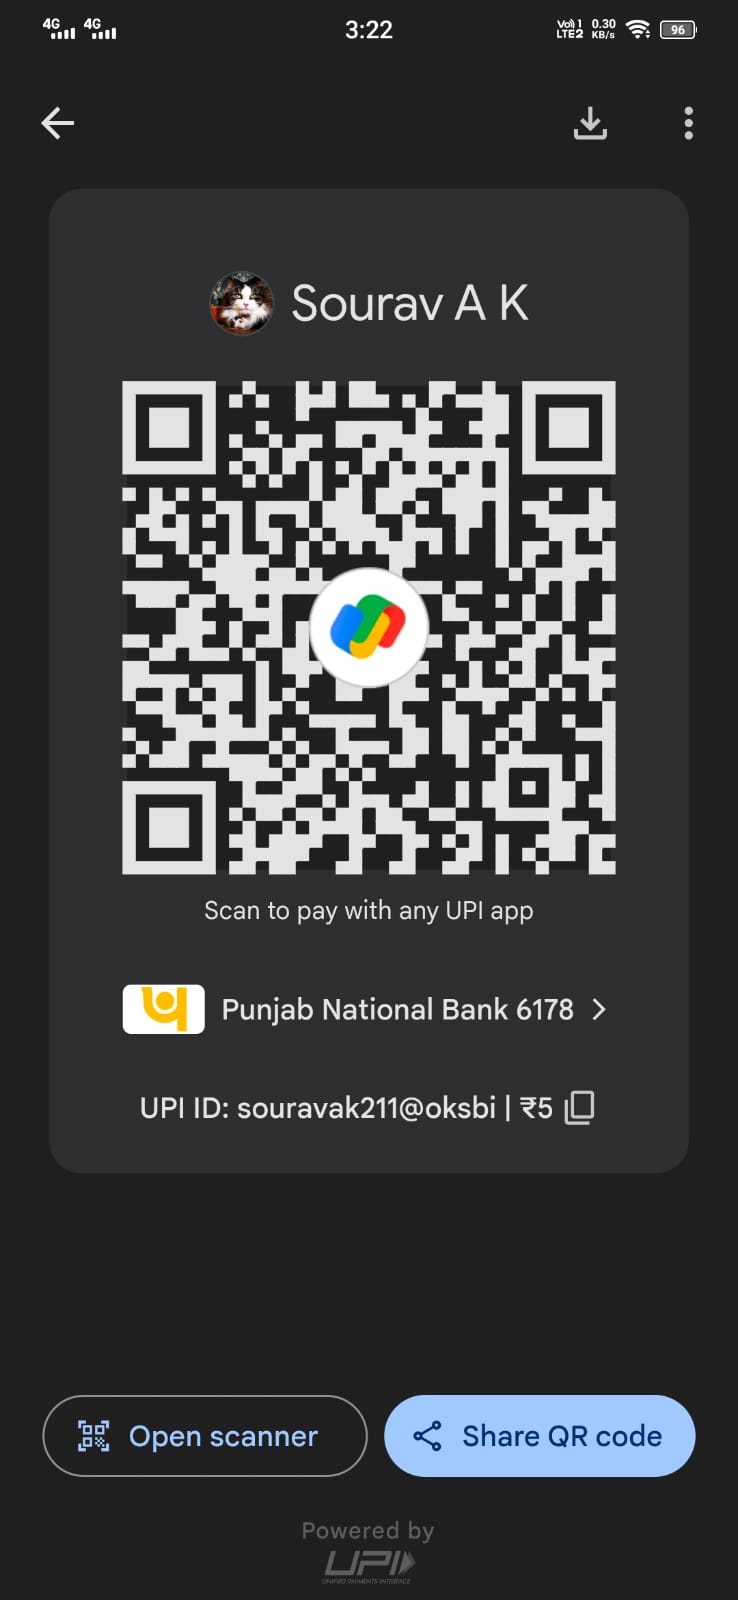 4G 4G 3:22 Vo) 1 LTE2 0.30 KB/s 96
Sourav A K
Scan to pay with any UPI app
Punjab National Bank 6178
UPI ID: souravak211@oksbi | ₹5
Open scanner
Share QR code
Powered by
UPI
UNIFIED PAYMENTS INTERFACE